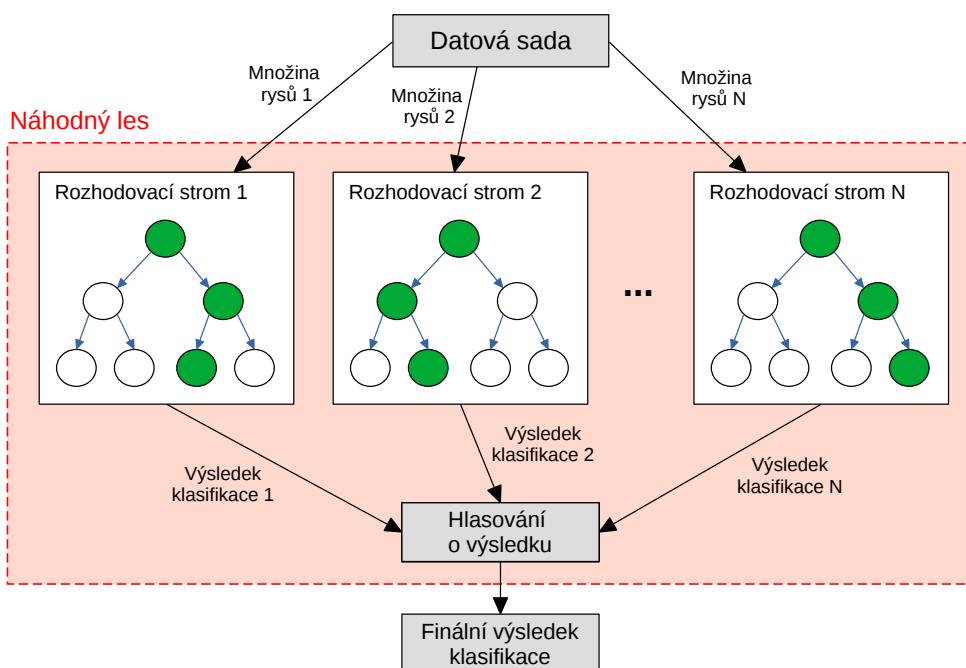 Datová sada
Množina
rysů 1
Množina
rysů 2
Množina
rysů N
Náhodný les
Rozhodovací strom 1
Rozhodovací strom 2
Rozhodovací strom N
...
Výsledek
klasifikace 1
Výsledek
klasifikace 2
Výsledek
klasifikace N
Hlasování
o výsledku
Finální výsledek
klasifikace